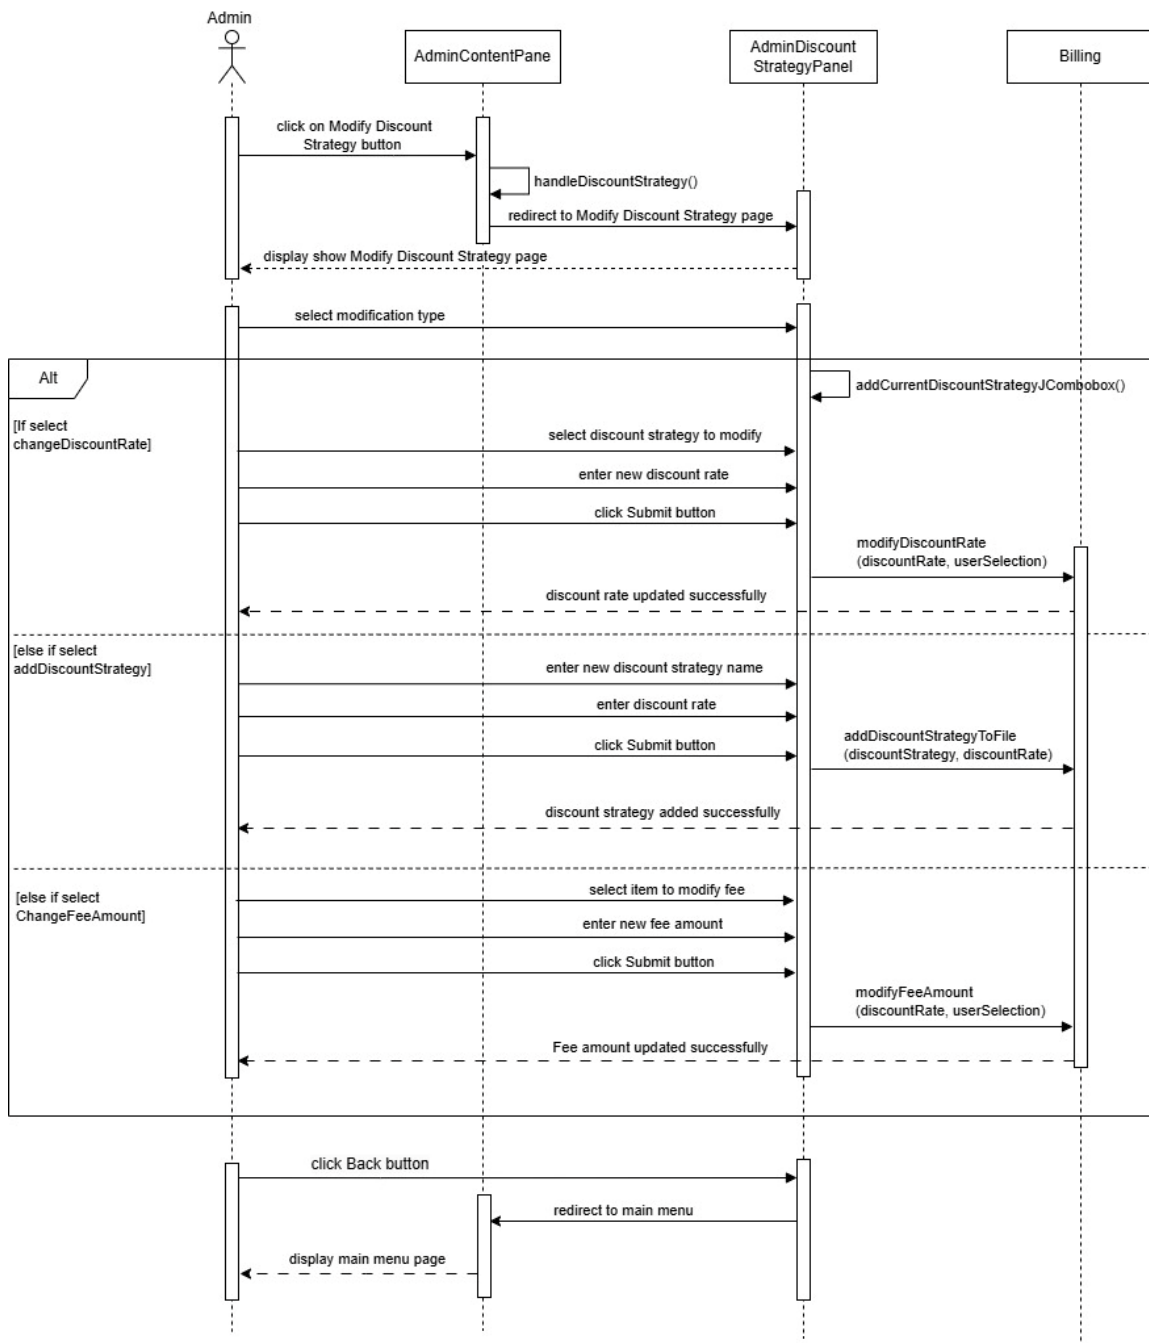 Admin
AdminContentPane
AdminDiscount
StrategyPanel
Billing
click on Modify Discount
Strategy button
handleDiscountStrategy()
redirect to Modify Discount Strategy page
display show Modify Discount Strategy page
select modification type
Alt
addCurrentDiscountStrategyJCombobox()
[If select
changeDiscountRate]
select discount strategy to modify
enter new discount rate
click Submit button
modifyDiscountRate
(discountRate, userSelection)
discount rate updated successfully
[else if select
addDiscountStrategy]
enter new discount strategy name
enter discount rate
click Submit button
addDiscountStrategyToFile
(discountStrategy, discountRate)
discount strategy added successfully
[else if select
ChangeFeeAmount]
select item to modify fee
enter new fee amount
click Submit button
modifyFeeAmount
(discountRate, userSelection)
Fee amount updated successfully
click Back button
redirect to main menu
display main menu page